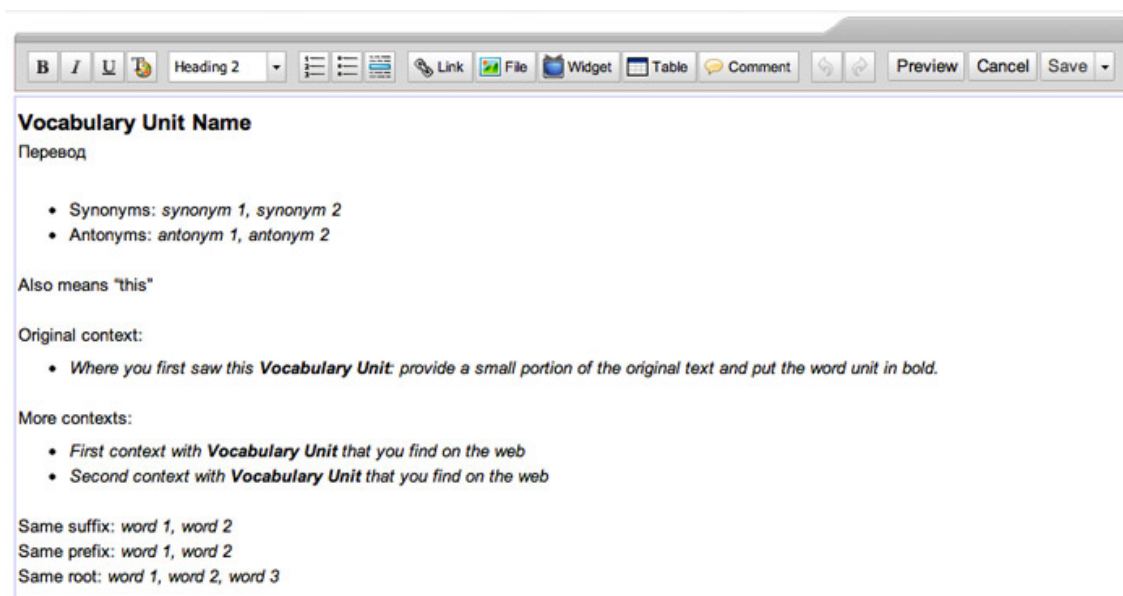 B I U T Heading 2 Link File Widget Table Comment Preview Cancel Save
Vocabulary Unit Name
Перевод
• Synonyms: synonym 1, synonym 2
• Antonyms: antonym 1, antonym 2
Also means "this"
Original context:
• Where you first saw this Vocabulary Unit: provide a small portion of the original text and put the word unit in bold.
More contexts:
• First context with Vocabulary Unit that you find on the web
• Second context with Vocabulary Unit that you find on the web
Same suffix: word 1, word 2
Same prefix: word 1, word 2
Same root: word 1, word 2, word 3